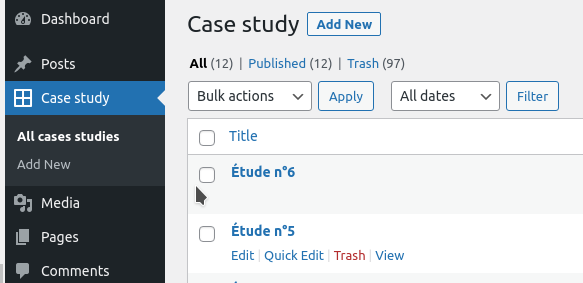 Dashboard
Posts
Case study
All cases studies
Add New
Media
Pages
Comments
Case study Add New
All (12) | Published (12) | Trash (97)
Bulk actions Apply All dates Filter
Title
Étude n°6
Étude n°5
Edit | Quick Edit | Trash | View